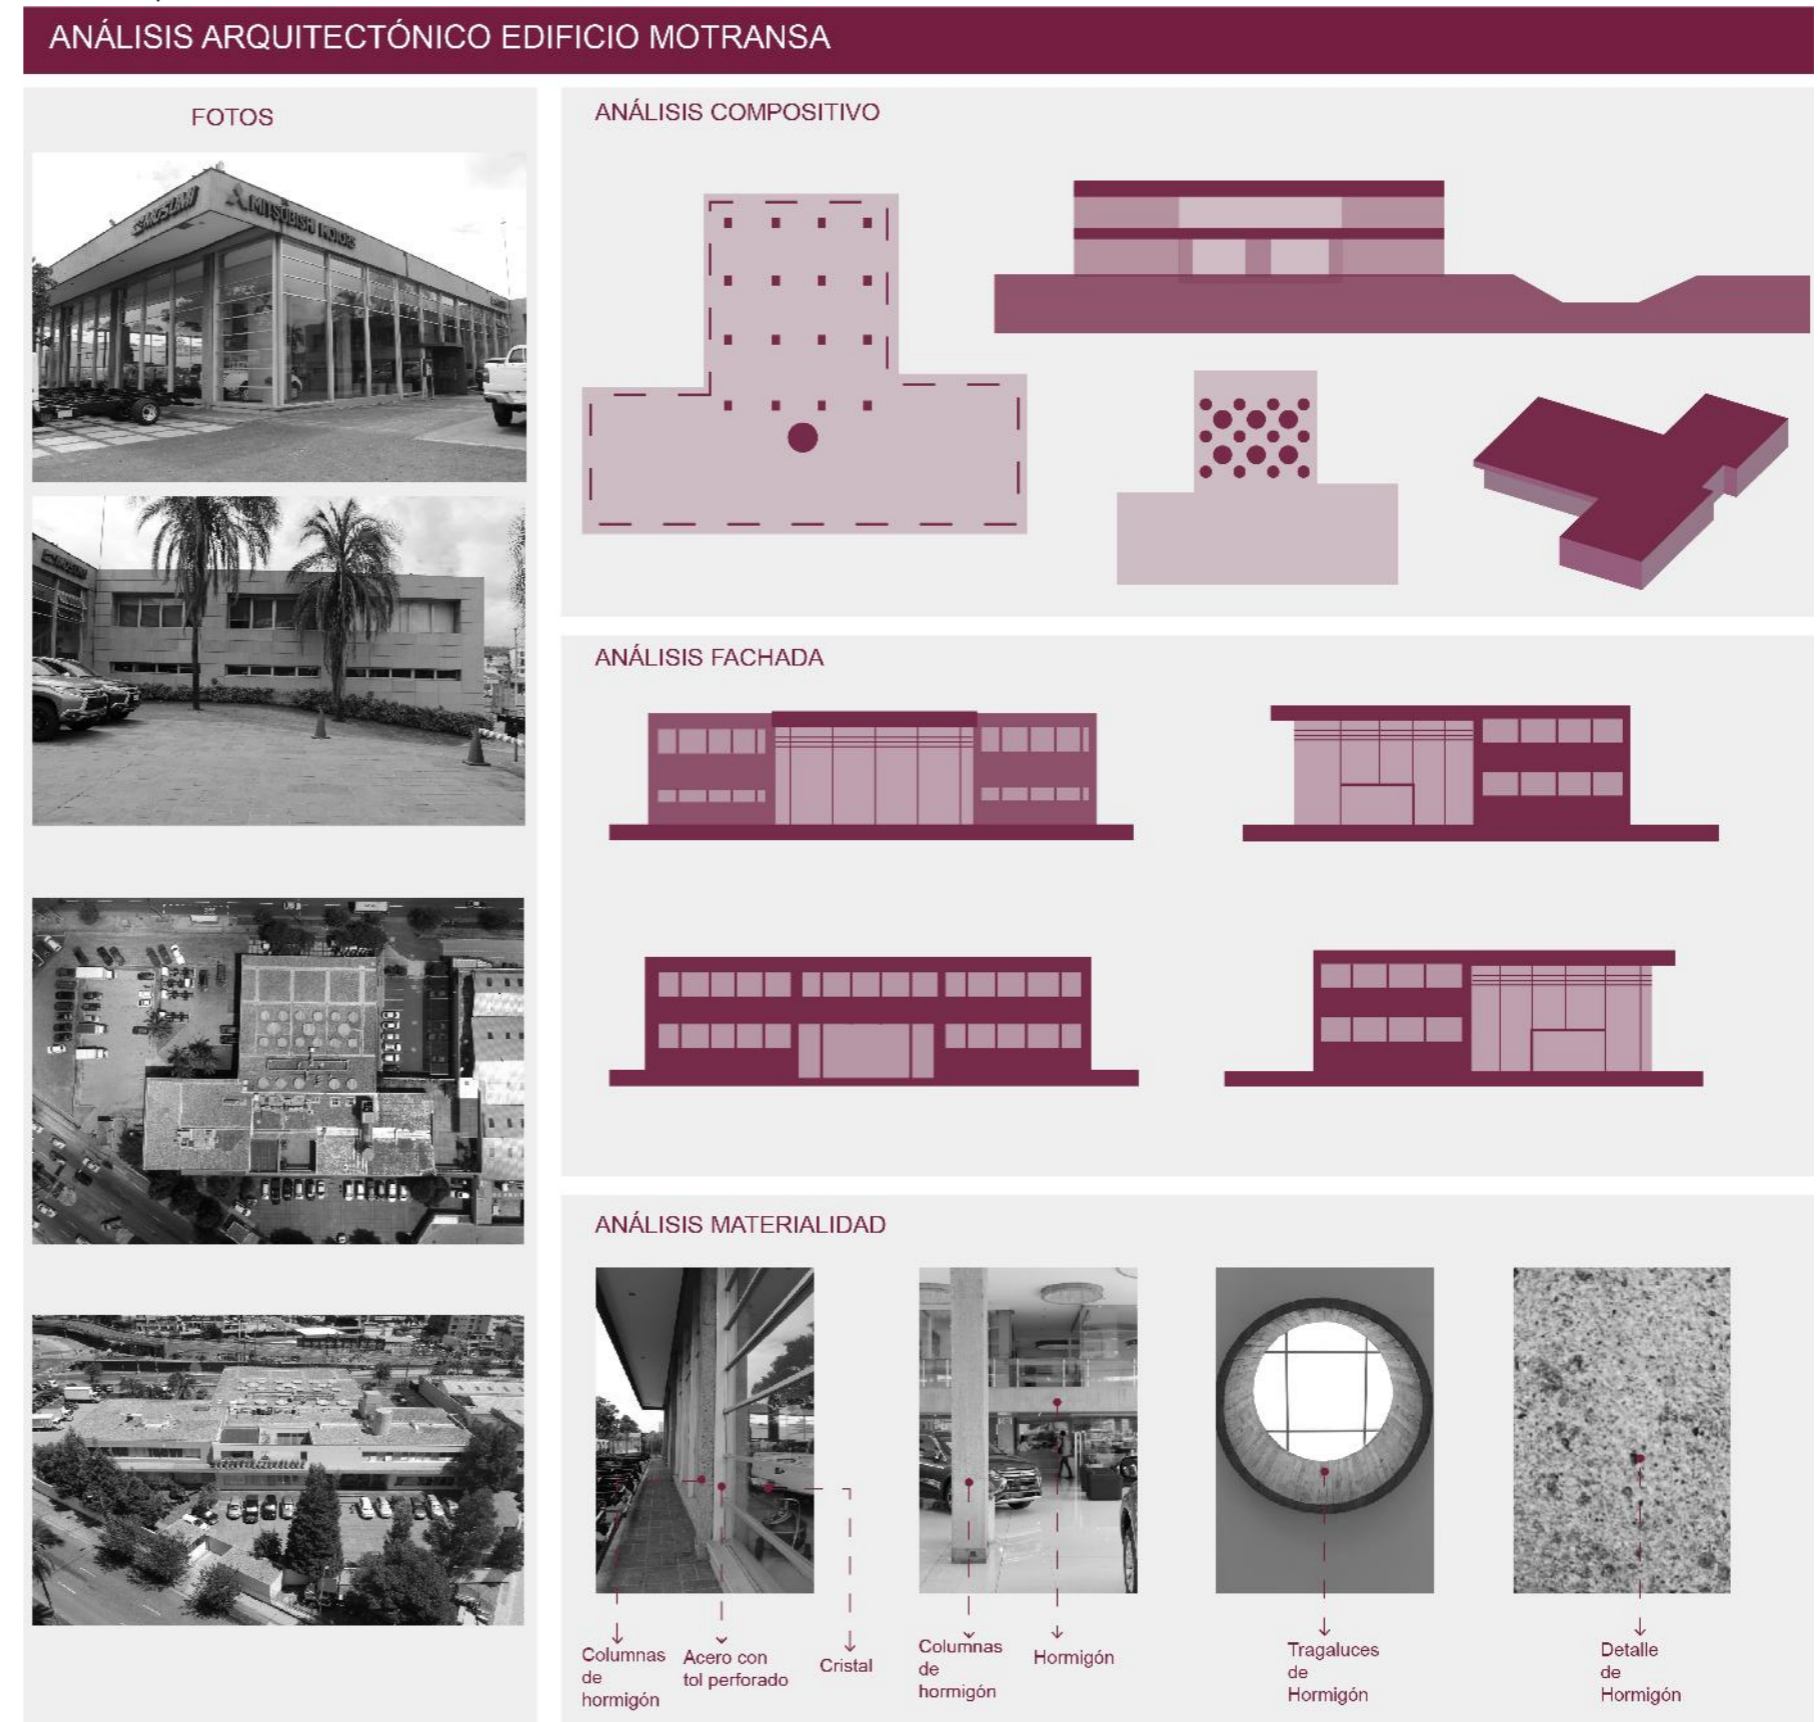 ANÁLISIS ARQUITECTÓNICO EDIFICIO MOTRANSA
FOTOS
MITSUBISHI MOTORS
ANÁLISIS COMPOSITIVO
ANÁLISIS FACHADA
ANÁLISIS MATERIALIDAD
Columnas
de
hormigón
Acero con
tol perforado
Cristal
Columnas
de
hormigón
Hormigón
Tragaluces
de
Hormigón
Detalle
de
Hormigón